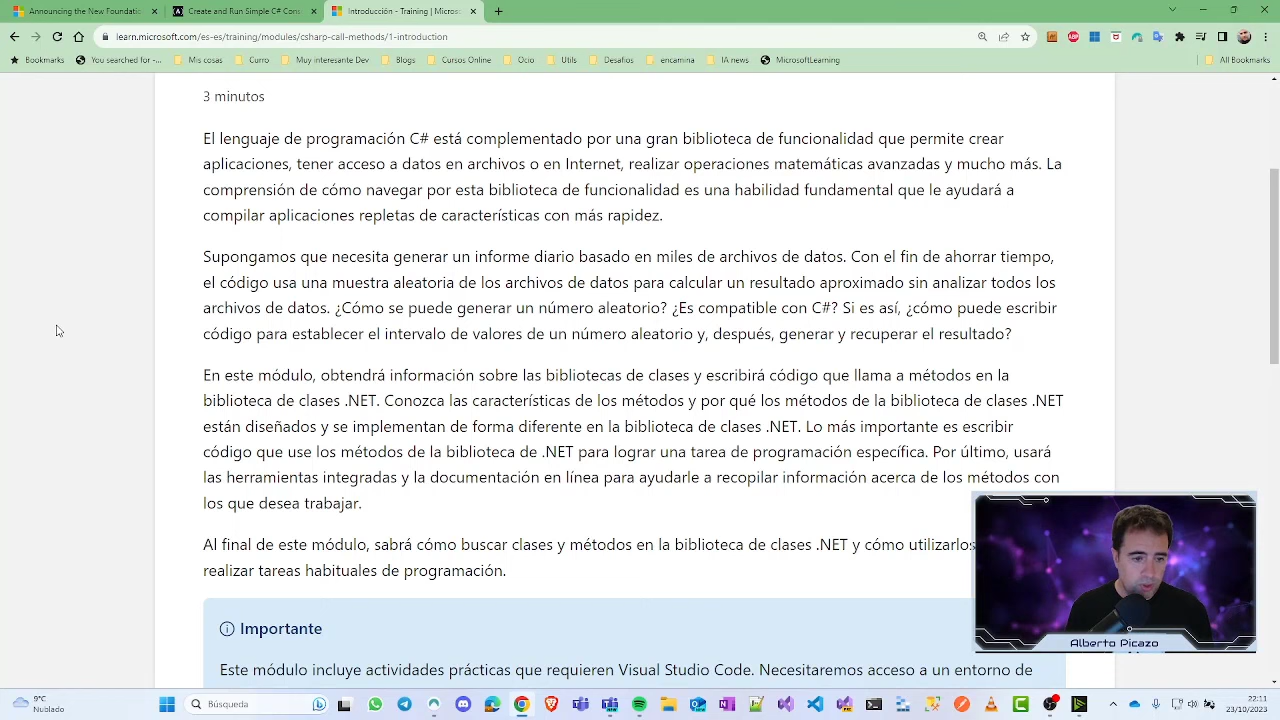 Announcing the New Foundatio
Create and Run Simple C# Cons
Introducción - Training | Micros
learn.microsoft.com/es-es/training/modules/csharp-call-methods/1-introduction
Bookmarks
You searched for -...
Mis cosas
Curro
Muy interesante Dev
Blogs
Cursos Online
Ocio
Utils
Desafios
encamina
IA news
MicrosoftLearning
All Bookmarks
3 minutos
El lenguaje de programación C# está complementado por una gran biblioteca de funcionalidad que permite crear
aplicaciones, tener acceso a datos en archivos o en Internet, realizar operaciones matemáticas avanzadas y mucho más. La
comprensión de cómo navegar por esta biblioteca de funcionalidad es una habilidad fundamental que le ayudará a
compilar aplicaciones repletas de características con más rapidez.
Supongamos que necesita generar un informe diario basado en miles de archivos de datos. Con el fin de ahorrar tiempo,
el código usa una muestra aleatoria de los archivos de datos para calcular un resultado aproximado sin analizar todos los
archivos de datos. ¿Cómo se puede generar un número aleatorio? ¿Es compatible con C#? Si es así, ¿cómo puede escribir
código para establecer el intervalo de valores de un número aleatorio y, después, generar y recuperar el resultado?
En este módulo, obtendrá información sobre las bibliotecas de clases y escribirá código que llama a métodos en la
biblioteca de clases .NET. Conozca las características de los métodos y por qué los métodos de la biblioteca de clases .NET
están diseñados y se implementan de forma diferente en la biblioteca de clases .NET. Lo más importante es escribir
código que use los métodos de la biblioteca de .NET para lograr una tarea de programación específica. Por último, usará
las herramientas integradas y la documentación en línea para ayudarle a recopilar información acerca de los métodos con
los que desea trabajar.
Al final de este módulo, sabrá cómo buscar clases y métodos en la biblioteca de clases .NET y cómo utilizarlos
realizar tareas habituales de programación.
Importante
Este módulo incluye actividades prácticas que requieren Visual Studio Code. Necesitaremos acceso a un entorno de
Alberto Picazo
9°C
Nublado
Búsqueda
22:11
23/10/2023